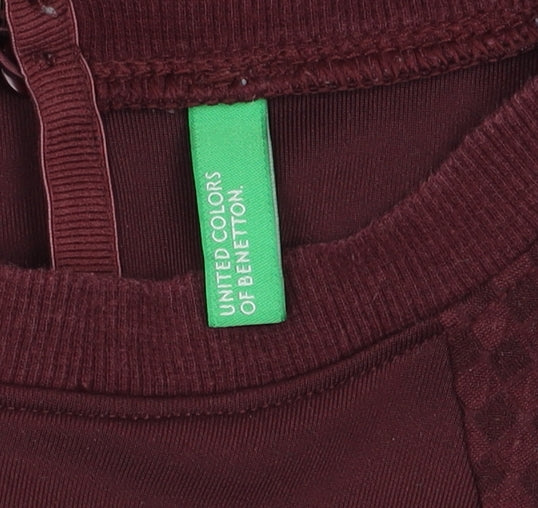 UNITED COLORS
OF BENETTON.